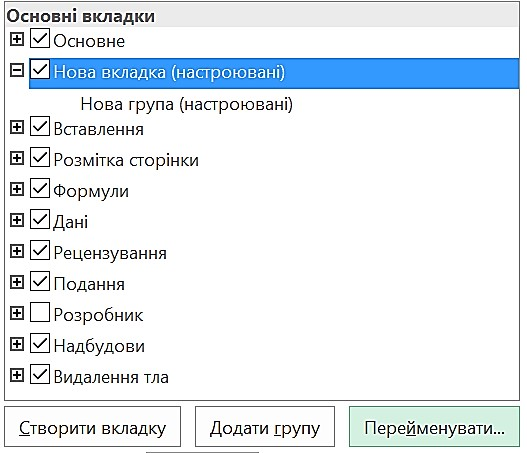 Основні вкладки
Основне
Нова вкладка (настроювані)
Нова група (настроювані)
Вставлення
Розмітка сторінки
Формули
Дані
Рецензування
Подання
Розробник
Надбудови
Видалення тла
Створити вкладку Додати групу Перейменувати...